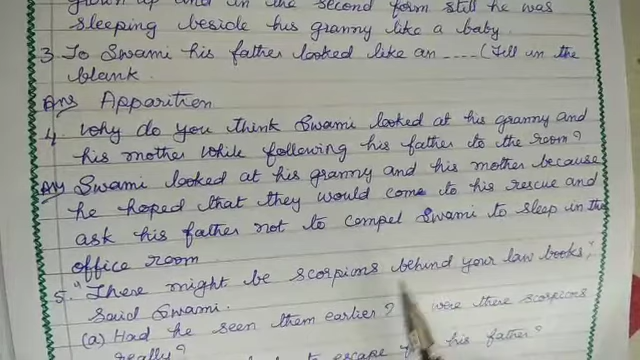 grown up and in the second form still he was
sleeping beside his granny like a baby.
3. To Swami his father looked like an ---- (Fill in the
blank.
Ans Apparition
4. Why do you think Swami looked at his granny and
his mother while following his father to the room?
Ans Swami looked at his granny and his mother because
he hoped that they would come to his rescue and
ask his father not to compel Swami to sleep in the
office room
5. "There might be scorpions behind your law books,"
said Swami.
(a) Had he seen them earlier? Were there scorpions
really?
to escape his father?